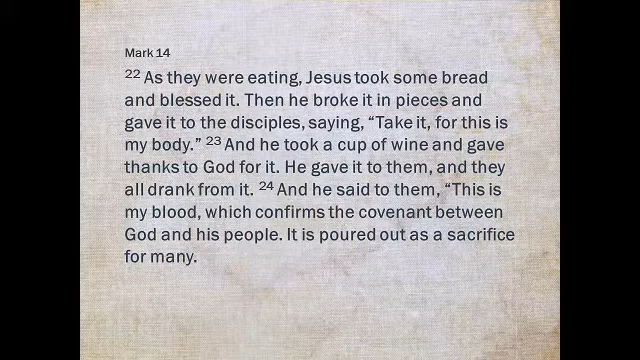 Mark 14
22 As they were eating, Jesus took some bread
and blessed it. Then he broke it in pieces and
gave it to the disciples, saying, “Take it, for this is
my body.” 23 And he took a cup of wine and gave
thanks to God for it. He gave it to them, and they
all drank from it. 24 And he said to them, “This is
my blood, which confirms the covenant between
God and his people. It is poured out as a sacrifice
for many.